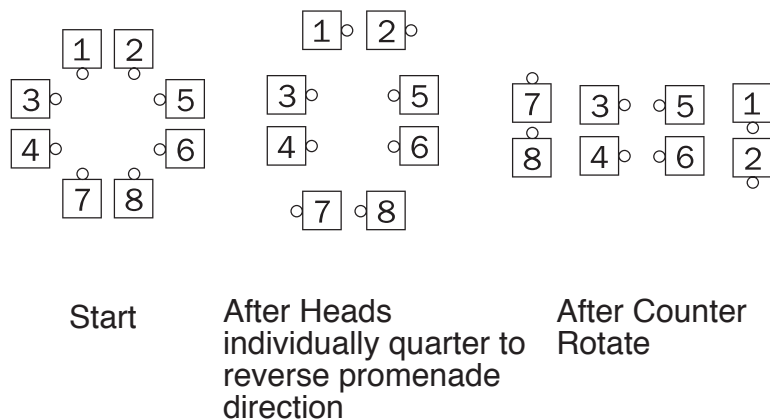 1 2
3 5
4 6
7 8
1 2
3 5
4 6
7 8
7 3 5 1
8 4 6 2
Start
After Heads
individually quarter to
reverse promenade
direction
After Counter
Rotate